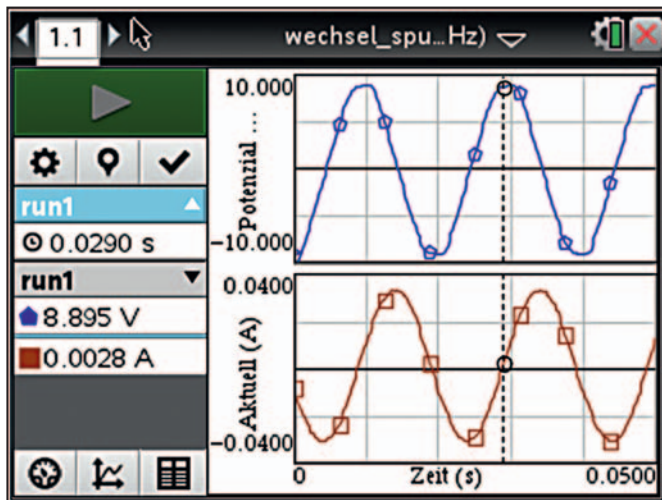 1.1
wechsel_spu…Hz)
run1
0.0290 s
run1
8.895 V
0.0028 A
10.000
Potenzial ...
-10.000
0.0400
Aktuell (A)
-0.0400
0
Zeit (s)
0.0500